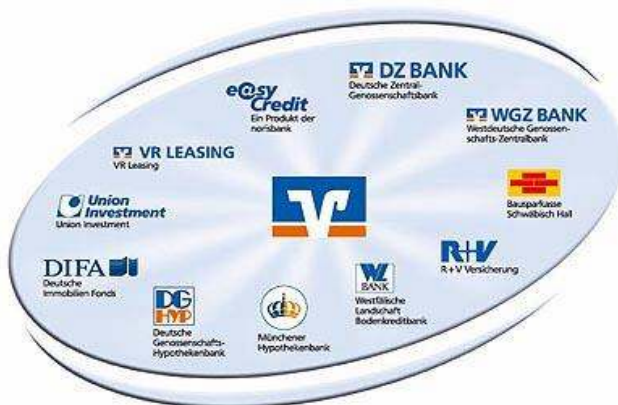 DZ BANK
Deutsche Zentral-
Genossenschaftsbank
e@sy
Credit
Ein Produkt der
norisbank
WGZ BANK
Westdeutsche Genossen-
schafts-Zentralbank
VR LEASING
VR Leasing
Bausparkasse
Schwäbisch Hall
Union
Investment
Union Investment
V
R+V
R+V Versicherung
DIFA
Deutsche
Immobilien Fonds
WL
BANK
Westfälische
Landschaft
Bodenkreditbank
DG
HYP
Deutsche
Genossenschafts-
Hypothekenbank
Münchener
Hypothekenbank